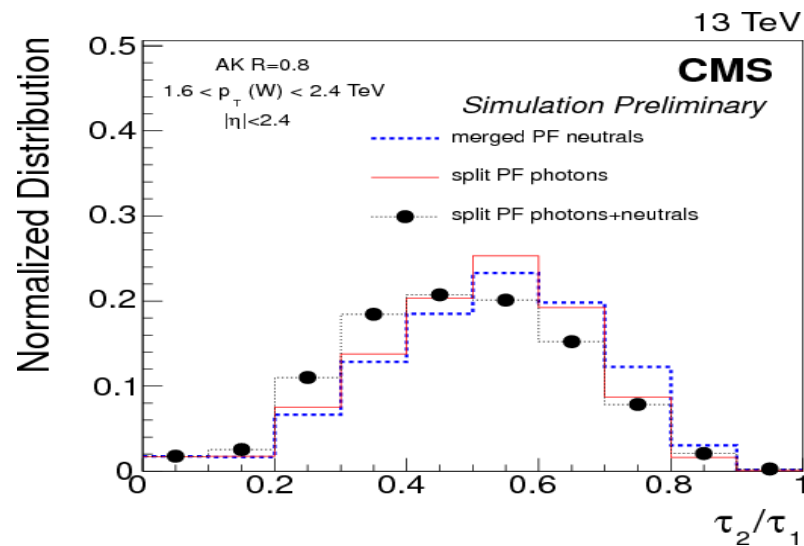 13 TeV
AK R=0.8
1.6 < p_T (W) < 2.4 TeV
|η|<2.4
CMS
Simulation Preliminary
merged PF neutrals
split PF photons
split PF photons+neutrals
Normalized Distribution
0.5
0.4
0.3
0.2
0.1
0
0 0.2 0.4 0.6 0.8 1
τ₂/τ₁